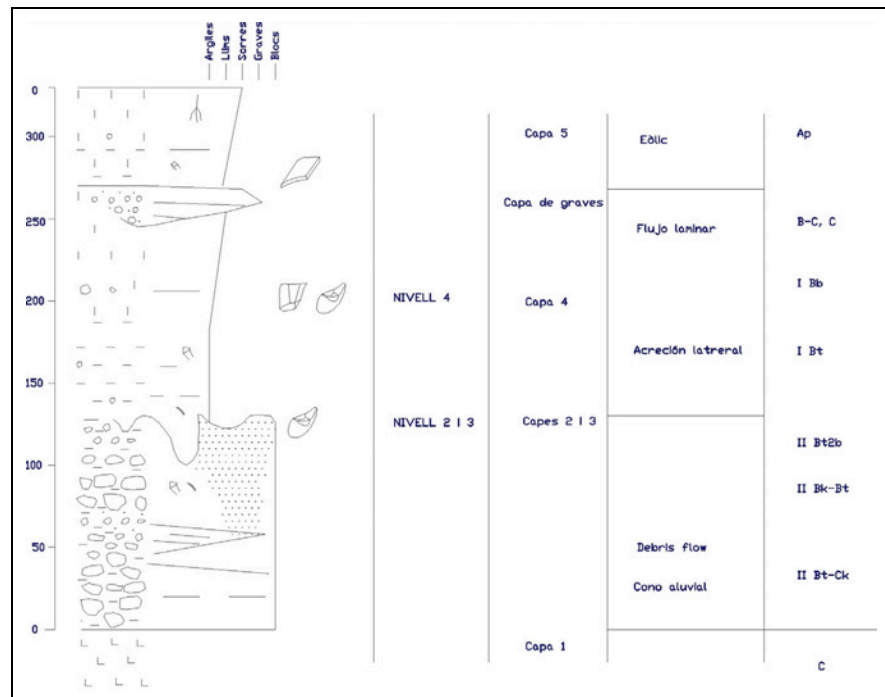 Argiles
Llims
Sorres
Graves
Blocs
0
300
250
200
150
100
50
0
NIVELL 4
NIVELL 2 I 3
Capa 5
Capa de graves
Capa 4
Capes 2 I 3
Capa 1
Eòlic
Flujo laminar
Acreción latreral
Debris flow
Cono aluvial
Ap
B-C, C
I Bb
I Bt
II Bt2b
II Bk-Bt
II Bt-Ck
C